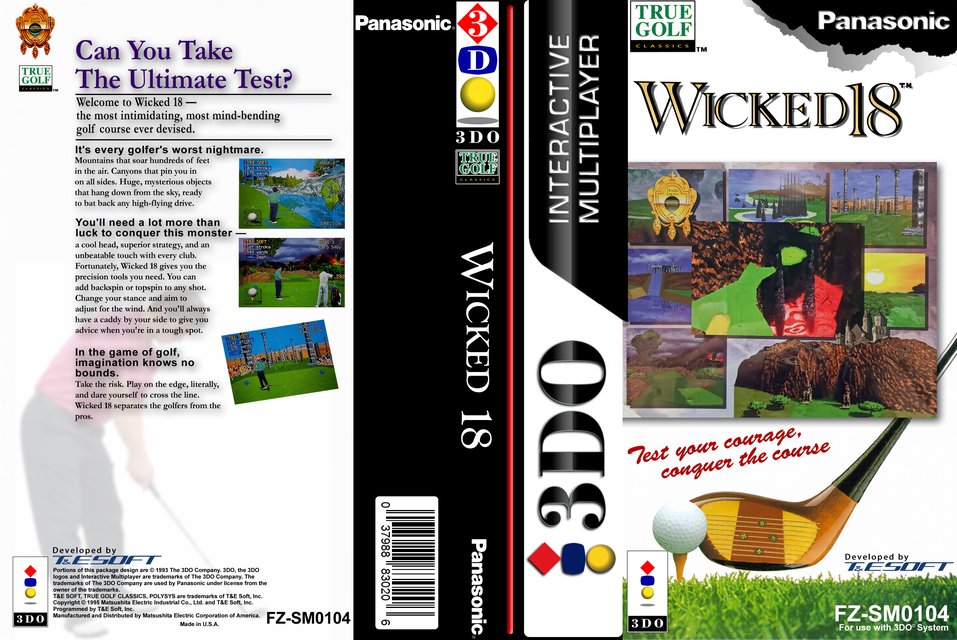 TRUE
GOLF
CLASSICS
TM
Can You Take
The Ultimate Test?
Welcome to Wicked 18 —
the most intimidating, most mind-bending
golf course ever devised.
It's every golfer's worst nightmare.
Mountains that soar hundreds of feet
in the air. Canyons that pin you in
on all sides. Huge, mysterious objects
that hang down from the sky, ready
to bat back any high-flying drive.
You'll need a lot more than
luck to conquer this monster —
a cool head, superior strategy, and an
unbeatable touch with every club.
Fortunately, Wicked 18 gives you the
precision tools you need. You can
add backspin or topspin to any shot.
Change your stance and aim to
adjust for the wind. And you'll always
have a caddy by your side to give you
advice when you're in a tough spot.
In the game of golf,
imagination knows no
bounds.
Take the risk. Play on the edge, literally,
and dare yourself to cross the line.
Wicked 18 separates the golfers from the
pros.
Developed by
T&E SOFT
Portions of this package design are © 1993 The 3DO Company. 3DO, the 3DO
logos and Interactive Multiplayer are trademarks of The 3DO Company. The
trademarks of The 3DO Company are used by Panasonic under license from the
owner of the trademarks.
T&E SOFT, TRUE GOLF CLASSICS, POLYSYS are trademarks of T&E Soft, Inc.
Copyright © 1995 Matsushita Electric Industrial Co., Ltd. and T&E Soft, Inc.
Programmed by T&E Soft, Inc.
Manufactured and Distributed by Matsushita Electric Corporation of America.
Made in U.S.A.
3DO
FZ-SM0104
Panasonic
3
D
3DO
TRUE
GOLF
CLASSICS
WICKED 18
0 37988 83020 6
Panasonic
INTERACTIVE
MULTIPLAYER
3DO
TRUE
GOLF
CLASSICS
TM
Panasonic
WICKED 18
TM
Test your courage,
conquer the course
Developed by
T&E SOFT
3
D
3DO
FZ-SM0104
For use with 3DO® System